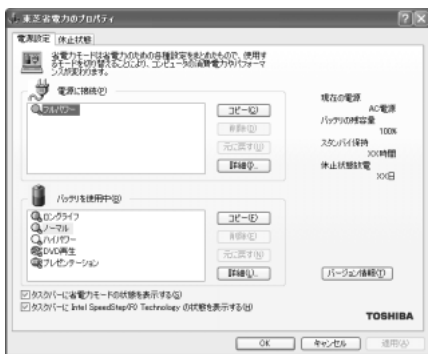 東芝省電力のプロパティ
電源設定 休止状態
省電力モードは省電力のための各種設定をまとめたもので、使用す
るモードを切り替えることにより、コンピュータの消費電力やパフォーマ
ンスが変わります。
電源に接続(P)
フルパワー
コピー(O)
削除(D)
元に戻す(U)
詳細(I)...
現在の電源
AC電源
バッテリの残容量
100%
スタンバイ保持
XX時間
休止状態放電
XX日
バッテリを使用中(B)
ロングライフ
ノーマル
ハイパワー
DVD再生
プレゼンテーション
コピー(F)
削除(E)
元に戻す(N)
詳細(L)...
バージョン情報(T)
タスクバーに省電力モードの状態を表示する(S)
タスクバーに Intel SpeedStep(R) Technology の状態を表示する(H)
TOSHIBA
OK キャンセル 適用(A)